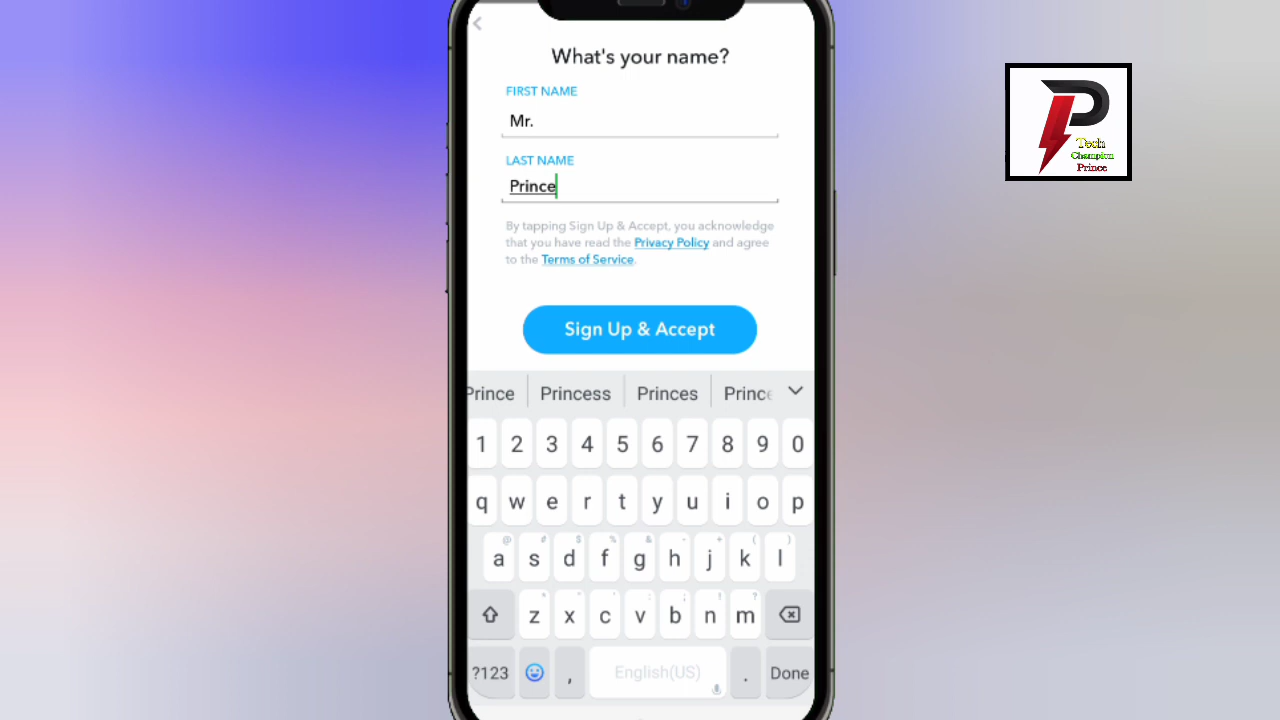 What's your name?
FIRST NAME
Mr.
LAST NAME
Prince
By tapping Sign Up & Accept, you acknowledge
that you have read the Privacy Policy and agree
to the Terms of Service.
Sign Up & Accept
Prince Princess Princes Prince
1 2 3 4 5 6 7 8 9 0
q w e r t y u i o p
a s d f g h j k l
z x c v b n m
?123 , English(US) . Done
P
Tech
Champion
Prince